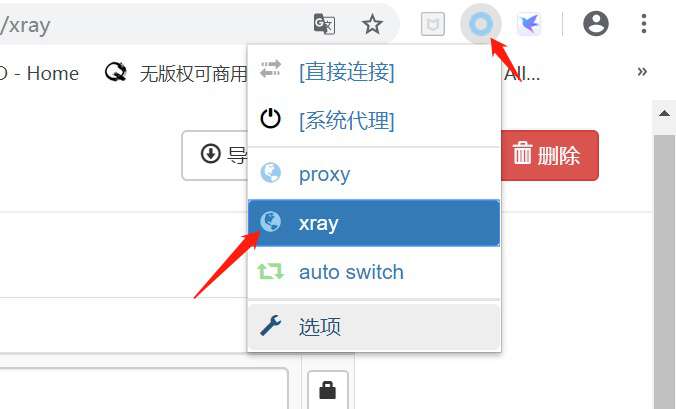 /xray
O - Home
无版权可商用
All...
»
[直接连接]
[系统代理]
导
删除
proxy
xray
auto switch
选项